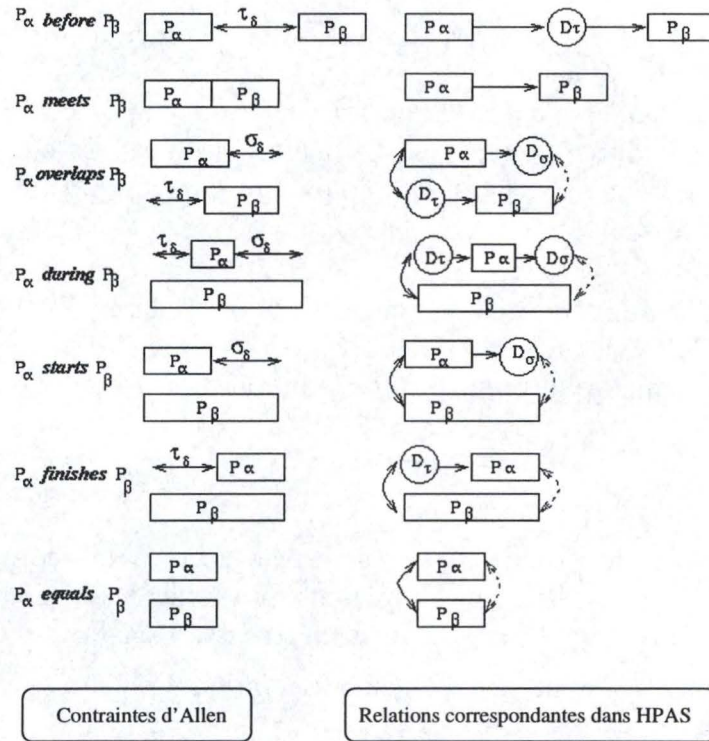 Pα before Pβ Pα τδ Pβ Pα Dτ Pβ
Pα meets Pβ Pα Pβ Pα Pβ
Pα σδ Pα Dσ
Pα overlaps Pβ
τδ Pβ Dτ Pβ
τδ Pα σδ Dτ Pα Dσ
Pα during Pβ
Pβ Pβ
Pα σδ Pα Dσ
Pα starts Pβ
Pβ Pβ
τδ Pα Dτ Pα
Pα finishes Pβ
Pβ Pβ
Pα Pα
Pα equals Pβ
Pβ Pβ
Contraintes d'Allen Relations correspondantes dans HPAS